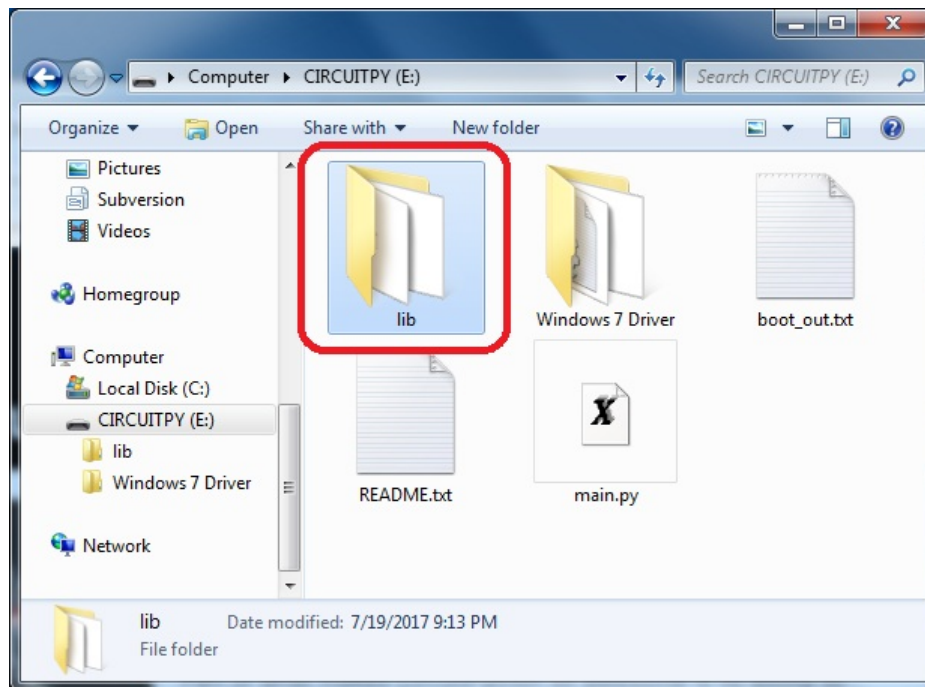 Computer CIRCUITPY (E:) Search CIRCUITPY (E:)
Organize Open Share with New folder
Pictures
Subversion
Videos
Homegroup
Computer
Local Disk (C:)
CIRCUITPY (E:)
lib
Windows 7 Driver
Network
lib Windows 7 Driver boot_out.txt
README.txt main.py
lib Date modified: 7/19/2017 9:13 PM
File folder